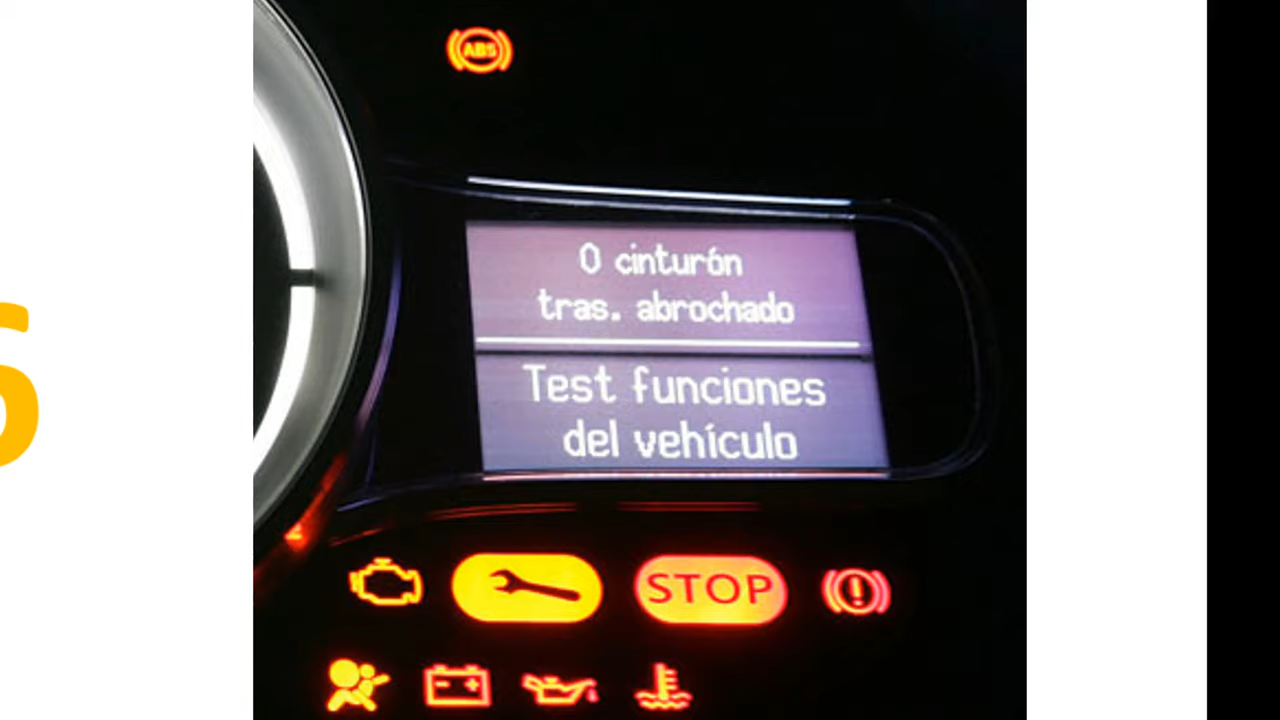 ABS
0 cinturón
tras. abrochado
Test funciones
del vehículo
STOP